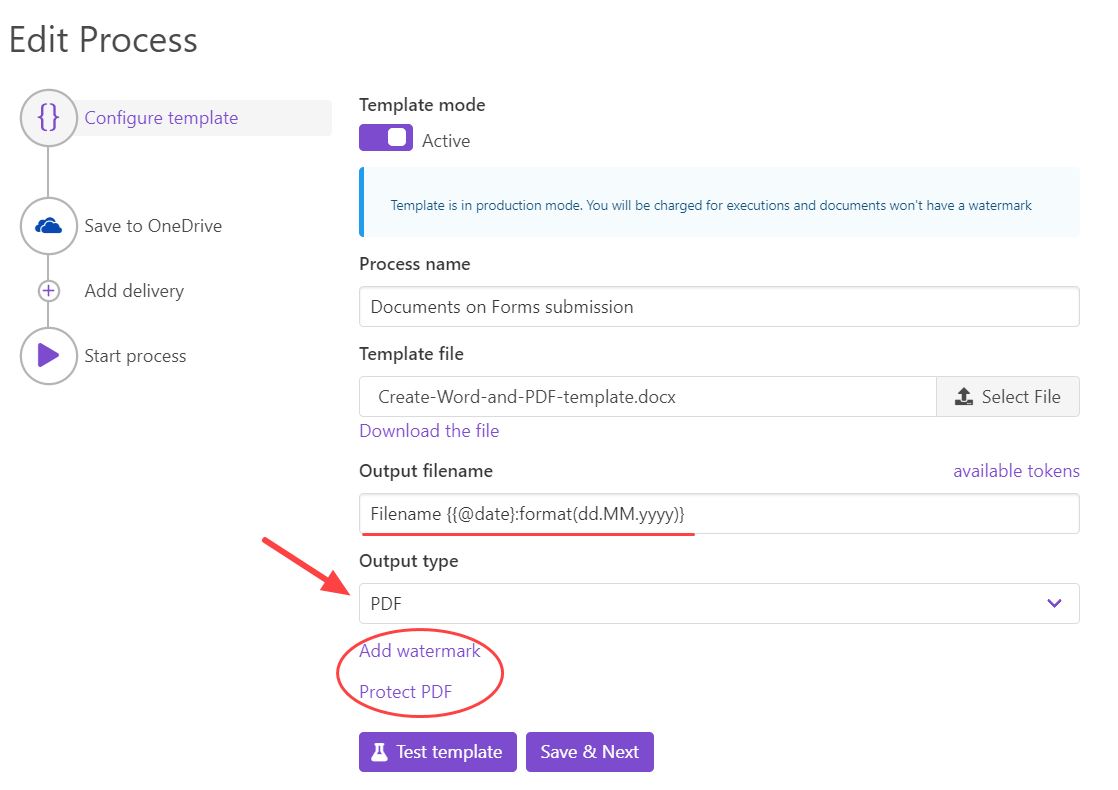 Edit Process
{} Configure template
Save to OneDrive
Add delivery
Start process
Template mode
Active
Template is in production mode. You will be charged for executions and documents won't have a watermark
Process name
Documents on Forms submission
Template file
Create-Word-and-PDF-template.docx Select File
Download the file
Output filename available tokens
Filename {{@date}:format(dd.MM.yyyy)}
Output type
PDF
Add watermark
Protect PDF
Test template Save & Next